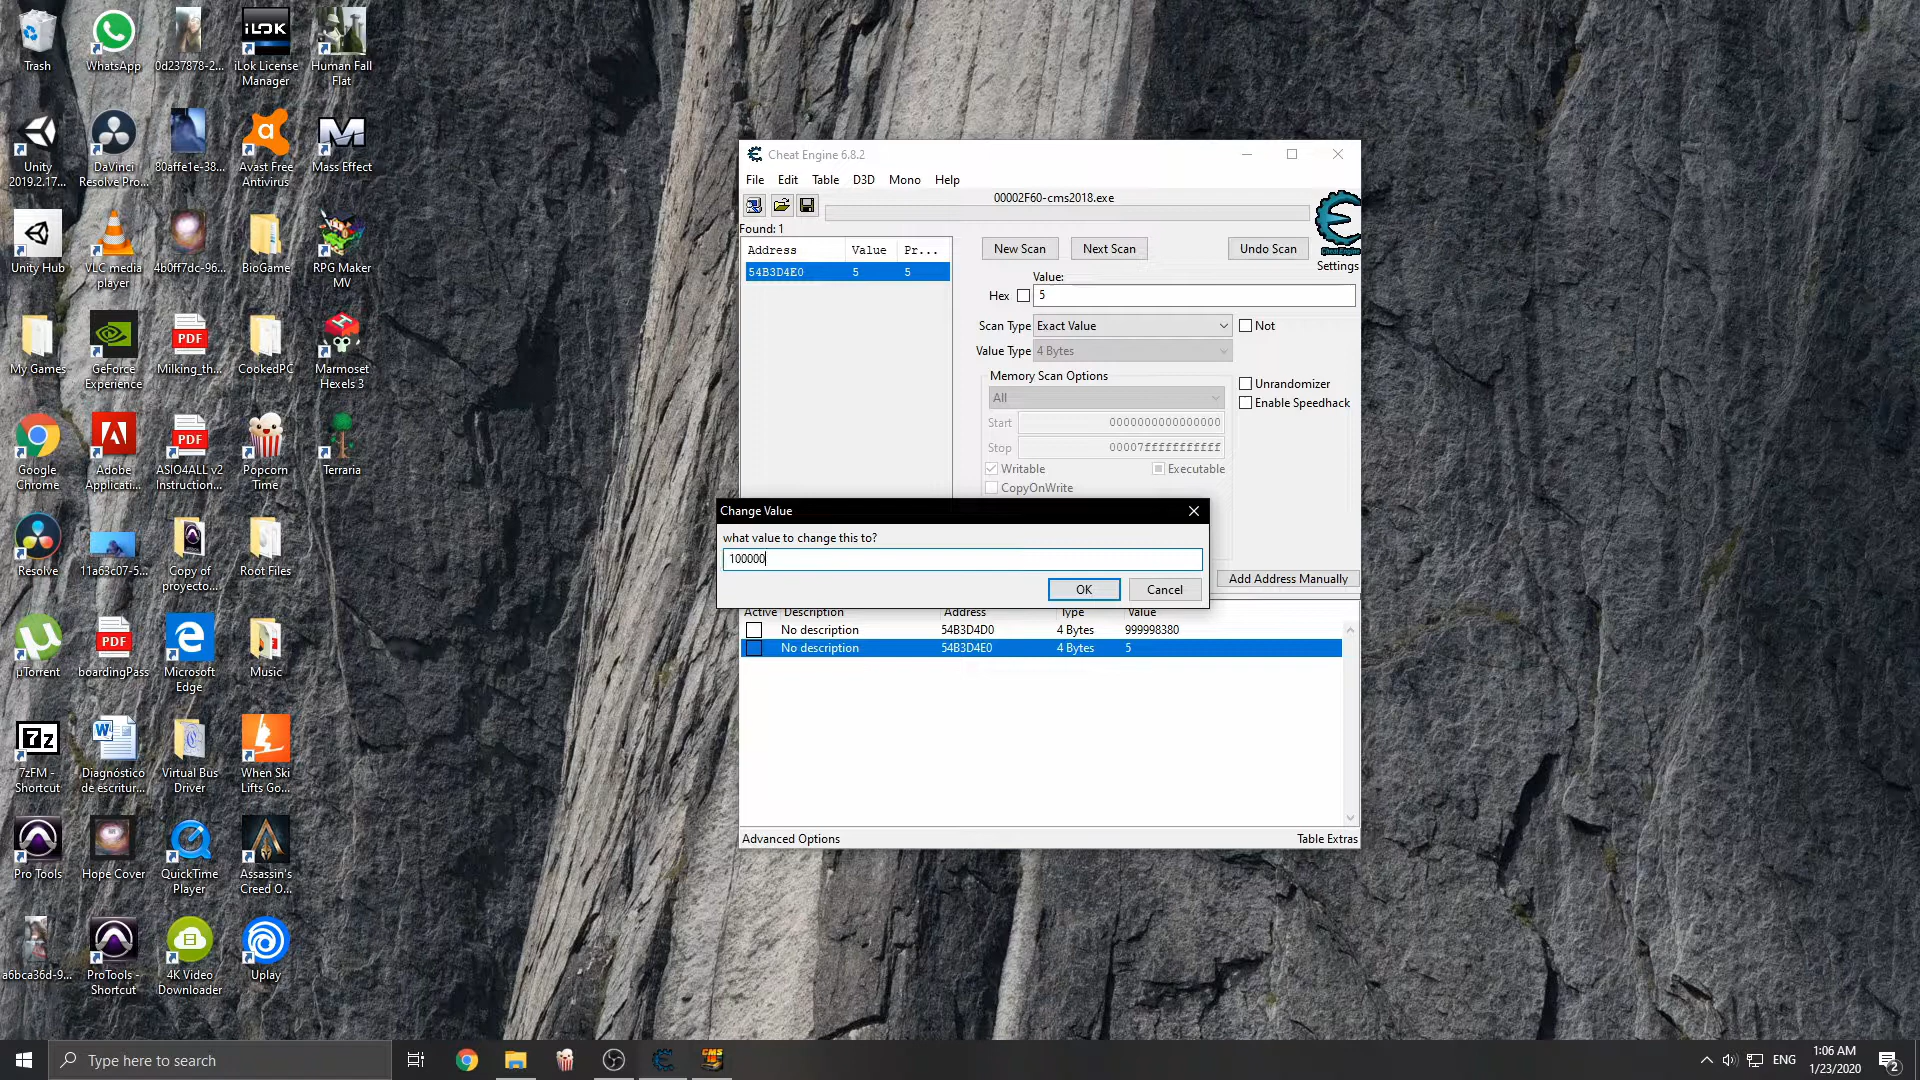 Trash
WhatsApp
0d237878-2...
iLOK
iLok License
Manager
Human Fall
Flat
Unity
2019.2.17...
DaVinci
Resolve Pro...
80affe1e-38...
Avast Free
Antivirus
Mass Effect
Unity Hub
VLC media
player
4b0ff7dc-96...
BioGame
RPG Maker
MV
My Games
GeForce
Experience
PDF
Milking_th...
CookedPC
Marmoset
Hexels 3
Google
Chrome
Adobe
Applicati...
PDF
ASIO4ALL v2
Instruction...
Popcorn
Time
Terraria
Resolve
11a63c07-5...
Copy of
proyecto...
Root Files
µTorrent
PDF
boardingPass
Microsoft
Edge
Music
7z
7zFM -
Shortcut
Diagnóstico
de escritur...
Virtual Bus
Driver
When Ski
Lifts Go...
Pro Tools
Hope Cover
QuickTime
Player
Assassin's
Creed O...
a6bca36d-9...
ProTools -
Shortcut
4K Video
Downloader
Uplay
Cheat Engine 6.8.2
File Edit Table D3D Mono Help
00002F60-cms2018.exe
Found: 1
Address Value Pr...
54B3D4E0 5 5
New Scan Next Scan Undo Scan
Settings
Value:
Hex 5
Scan Type Exact Value Not
Value Type 4 Bytes
Memory Scan Options
All
Unrandomizer
Enable Speedhack
Start 0000000000000000
Stop 00007fffffffffff
Writable Executable
CopyOnWrite
Change Value
what value to change this to?
100000
OK Cancel
Add Address Manually
Active Description Address Type Value
No description 54B3D4D0 4 Bytes 999998380
No description 54B3D4E0 4 Bytes 5
Advanced Options Table Extras
Type here to search
CMS
ENG
1:06 AM
1/23/2020
2